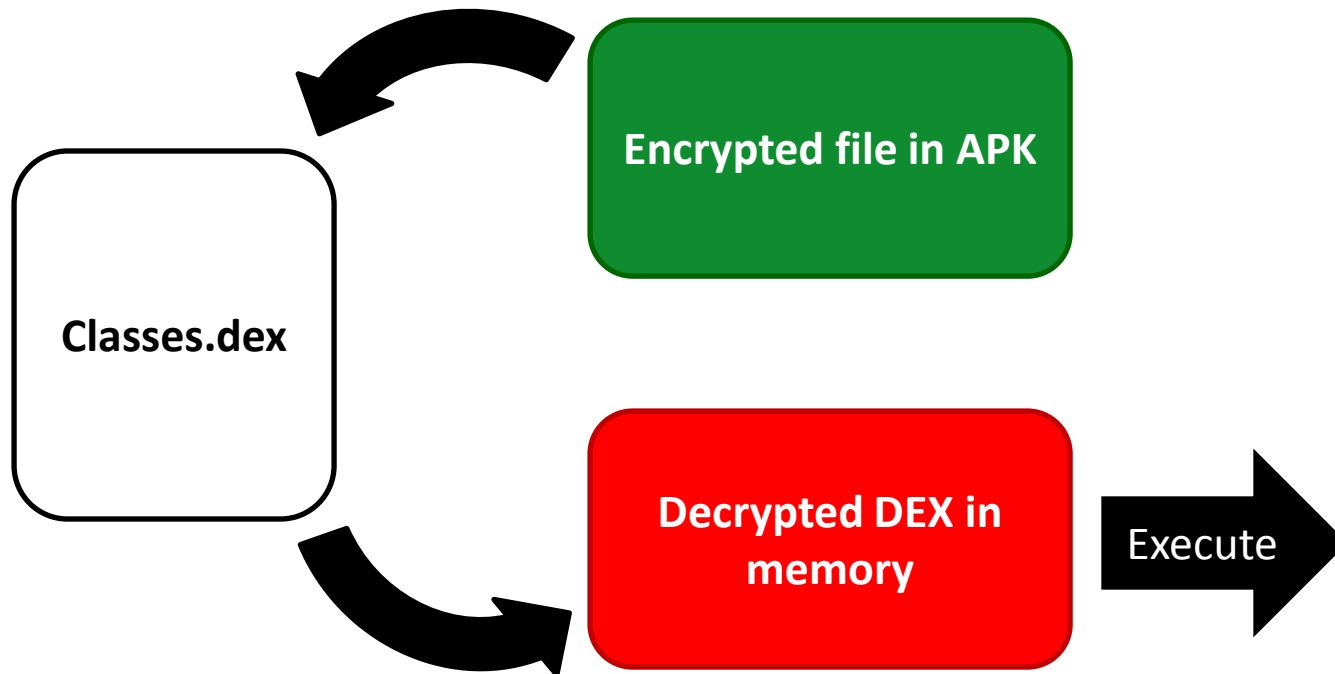 Encrypted file in APK
Classes.dex
Decrypted DEX in
memory
Execute